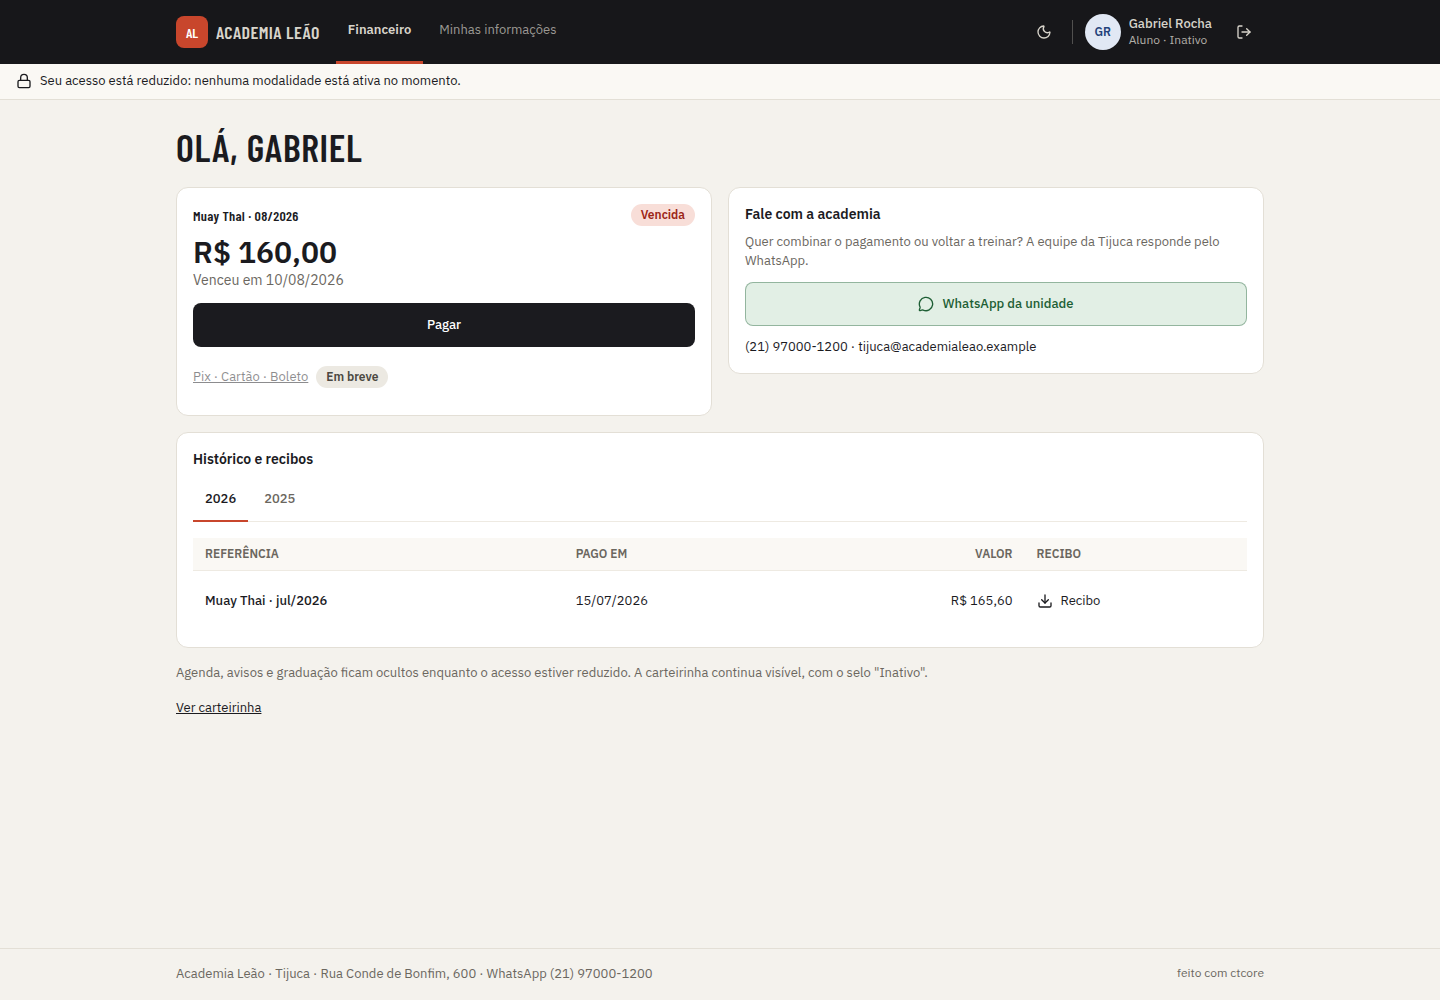 AL
ACADEMIA LEÃO
Financeiro
Minhas informações
GR
Gabriel Rocha
Aluno · Inativo
Seu acesso está reduzido: nenhuma modalidade está ativa no momento.
OLÁ, GABRIEL
Muay Thai · 08/2026
Vencida
R$ 160,00
Venceu em 10/08/2026
Pagar
Pix · Cartão · Boleto
Em breve
Fale com a academia
Quer combinar o pagamento ou voltar a treinar? A equipe da Tijuca responde pelo
WhatsApp.
WhatsApp da unidade
(21) 97000-1200 · tijuca@academialeao.example
Histórico e recibos
2026 2025
REFERÊNCIA PAGO EM VALOR RECIBO
Muay Thai · jul/2026 15/07/2026 R$ 165,60 Recibo
Agenda, avisos e graduação ficam ocultos enquanto o acesso estiver reduzido. A carteirinha continua visível, com o selo "Inativo".
Ver carteirinha
Academia Leão · Tijuca · Rua Conde de Bonfim, 600 · WhatsApp (21) 97000-1200
feito com ctcore